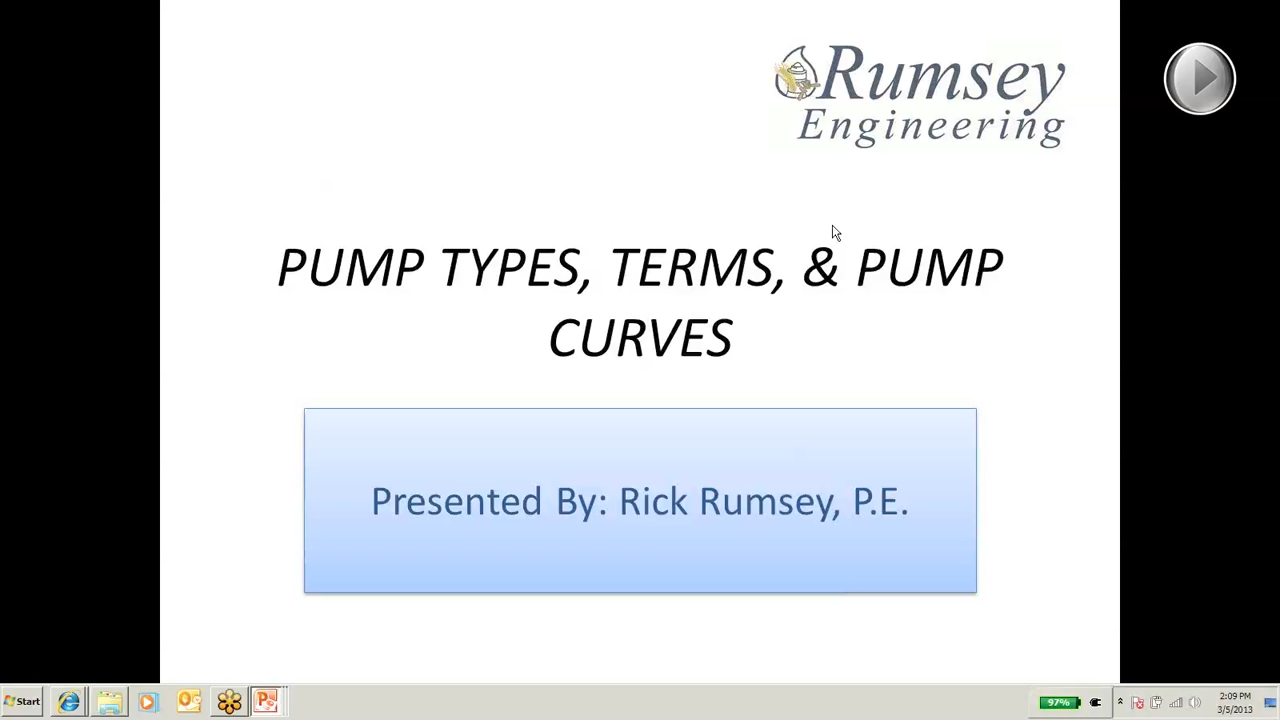 Rumsey
Engineering
PUMP TYPES, TERMS, & PUMP
CURVES
Presented By: Rick Rumsey, P.E.
Start
97%
2:09 PM
3/5/2013